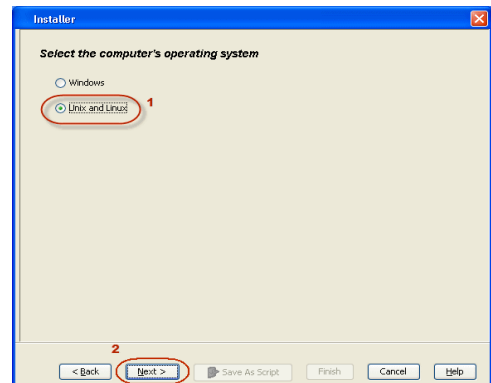 Installer
Select the computer's operating system
Windows
Unix and Linux
1
2
< Back
Next >
Save As Script
Finish
Cancel
Help